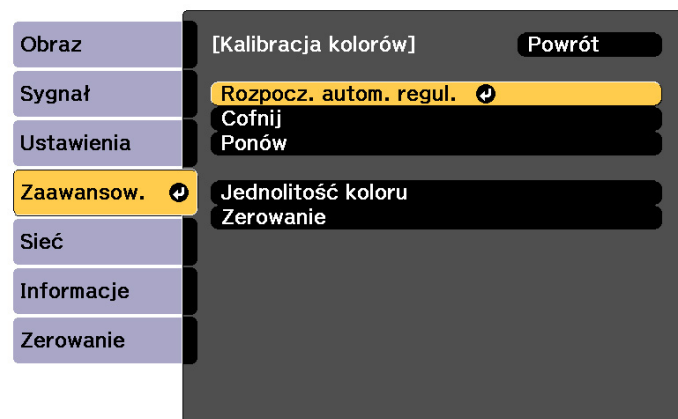 Obraz
Sygnał
Ustawienia
Zaawansow.
Sieć
Informacje
Zerowanie
[Kalibracja kolorów]
Powrót
Rozpocz. autom. regul.
Cofnij
Ponów
Jednolitość koloru
Zerowanie